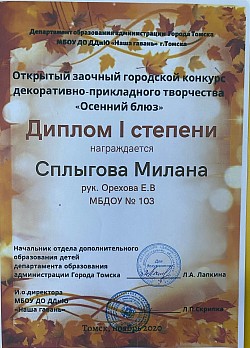 Департамент образования администрации Города Томска
МБОУ ДО ДДиЮ «Наша гавань» г.Томска
Открытый заочный городской конкурс
декоративно-прикладного творчества
«Осенний блюз»
Диплом I степени
награждается
Сплыгова Милана
рук. Орехова Е.В
МБДОУ № 103
Начальник отдела дополнительного
образования детей
департамента образования
администрации Города Томска
Л.А. Лапкина
И.о директора
МБОУ ДО ДДиЮ
«Наша гавань»
Л.П.Скрипка
Томск, ноябрь 2020